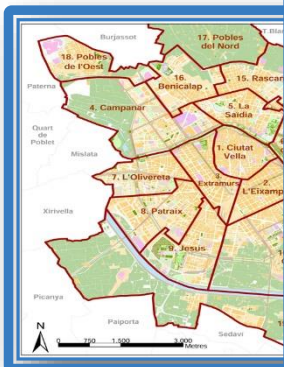 Burjassot
17. Pobles
del Nord
T.Blan
18. Pobles
de l'Oest
16.
Benicalap
15. Rascan
Paterna
4. Campanar
5. La
Saïdia
Quart
de
Poblet
1. Ciutat
Vella
Mislata
3.
Extramurs
2.
L'Eixamp
7. L'Olivereta
Xirivella
8. Patraix
9. Jesús
Picanya
Paiporta
Sedaví
N
0 750 1.500 3.000
Metres